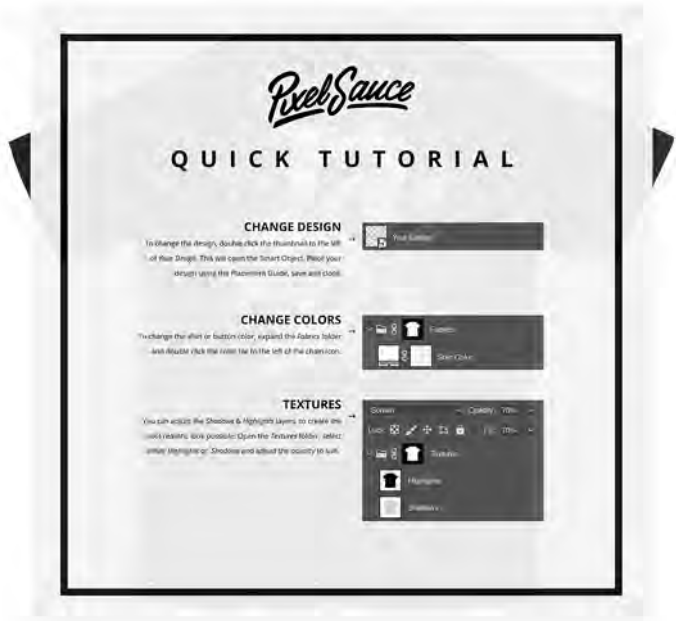 PixelSauce
QUICK TUTORIAL
CHANGE DESIGN
To change the design, double click the thumbnail to the left
of Your Design. This will open the Smart Object. Place your
design using the Placement Guide, save and close.
Your Design
CHANGE COLORS
To change the shirt or button color, expand the Fabrics folder
and double click the color tile to the left of the chain icon.
Fabrics
Shirt Color
TEXTURES
You can adjust the Shadows & Highlights layers, to create the
most realistic look possible. Open the Textures folder, select
either Highlights or Shadows and adjust the opacity to suit.
Screen Opacity: 70%
Lock: Fill: 70%
Textures
Highlights
Shadows